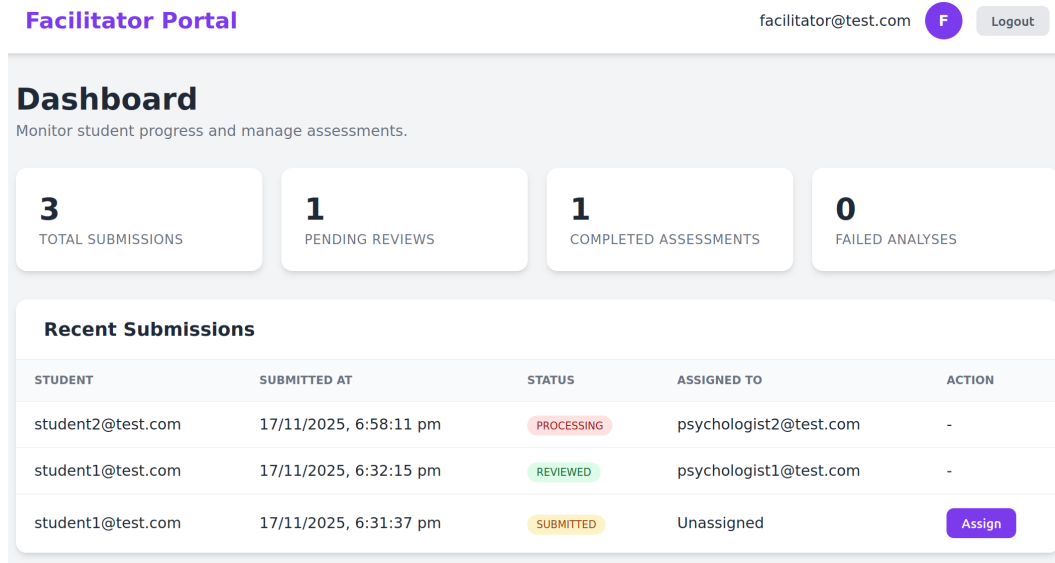 Facilitator Portal facilitator@test.com F Logout
Dashboard
Monitor student progress and manage assessments.
3 1 1 0
TOTAL SUBMISSIONS PENDING REVIEWS COMPLETED ASSESSMENTS FAILED ANALYSES
Recent Submissions
STUDENT SUBMITTED AT STATUS ASSIGNED TO ACTION
student2@test.com 17/11/2025, 6:58:11 pm PROCESSING psychologist2@test.com -
student1@test.com 17/11/2025, 6:32:15 pm REVIEWED psychologist1@test.com -
student1@test.com 17/11/2025, 6:31:37 pm SUBMITTED Unassigned Assign